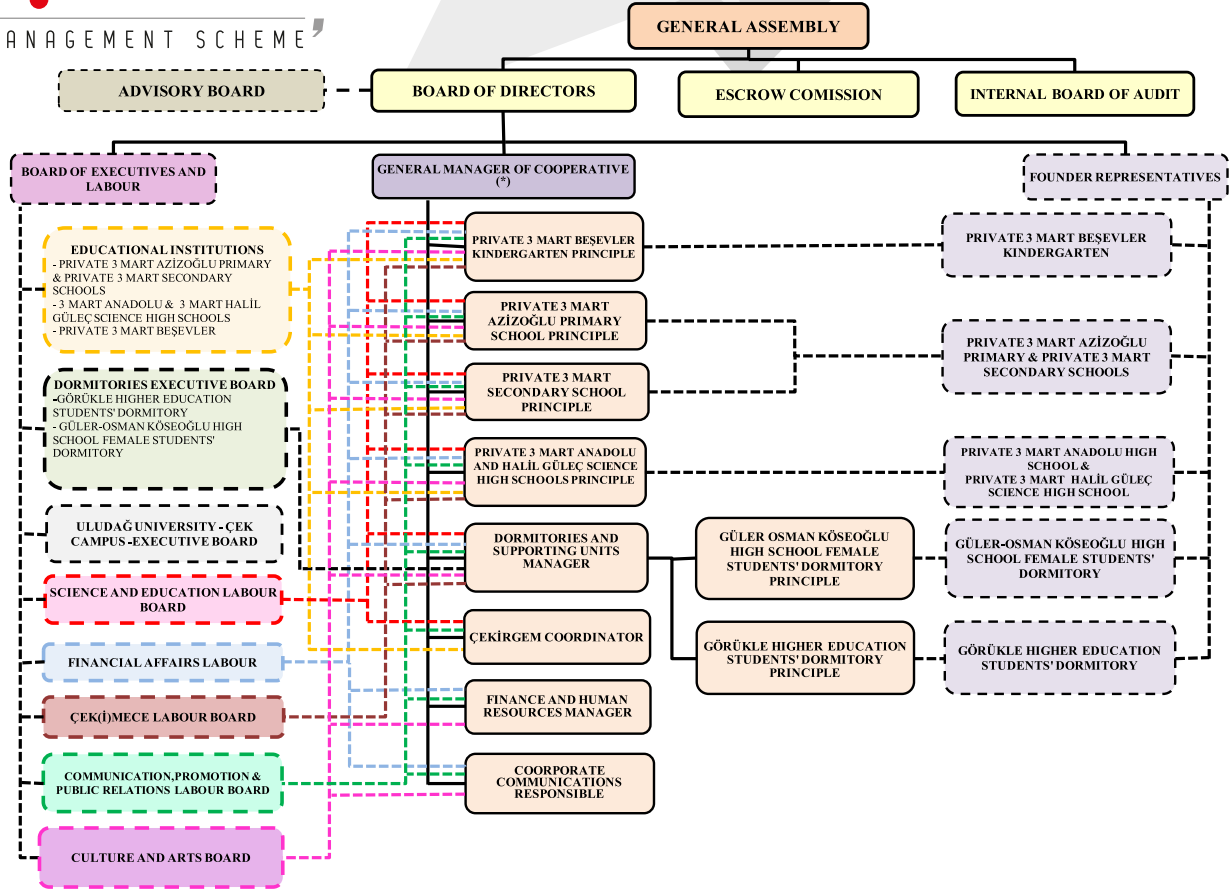 ANAGEMENT SCHEME
GENERAL ASSEMBLY
ADVISORY BOARD
BOARD OF DIRECTORS
ESCROW COMISSION
INTERNAL BOARD OF AUDIT
BOARD OF EXECUTIVES AND
LABOUR
GENERAL MANAGER OF COOPERATIVE
(*)
FOUNDER REPRESENTATIVES
EDUCATIONAL INSTITUTIONS
- PRIVATE 3 MART AZİZOĞLU PRIMARY
& PRIVATE 3 MART SECONDARY
SCHOOLS
- 3 MART ANADOLU & 3 MART HALİL
GÜLEÇ SCIENCE HIGH SCHOOLS
- PRIVATE 3 MART BEŞEVLER
DORMITORIES EXECUTIVE BOARD
-GÖRÜKLE HIGHER EDUCATION
STUDENTS' DORMITORY
- GÜLER-OSMAN KÖSEOĞLU HIGH
SCHOOL FEMALE STUDENTS'
DORMITORY
ULUDAĞ UNIVERSITY - ÇEK
CAMPUS -EXECUTIVE BOARD
SCIENCE AND EDUCATION LABOUR
BOARD
FINANCIAL AFFAIRS LABOUR
ÇEK(İ)MECE LABOUR BOARD
COMMUNICATION,PROMOTION &
PUBLIC RELATIONS LABOUR BOARD
CULTURE AND ARTS BOARD
PRIVATE 3 MART BEŞEVLER
KINDERGARTEN PRINCIPLE
PRIVATE 3 MART
AZİZOĞLU PRIMARY
SCHOOL PRINCIPLE
PRIVATE 3 MART
SECONDARY SCHOOL
PRINCIPLE
PRIVATE 3 MART ANADOLU
AND HALİL GÜLEÇ SCIENCE
HIGH SCHOOLS PRINCIPLE
DORMITORIES AND
SUPPORTING UNITS
MANAGER
ÇEKİRGEM COORDINATOR
FINANCE AND HUMAN
RESOURCES MANAGER
COORPORATE
COMMUNICATIONS
RESPONSIBLE
GÜLER OSMAN KÖSEOĞLU
HIGH SCHOOL FEMALE
STUDENTS' DORMITORY
PRINCIPLE
GÖRÜKLE HIGHER EDUCATION
STUDENTS' DORMITORY
PRINCIPLE
PRIVATE 3 MART BEŞEVLER
KINDERGARTEN
PRIVATE 3 MART AZİZOĞLU
PRIMARY & PRIVATE 3 MART
SECONDARY SCHOOLS
PRIVATE 3 MART ANADOLU HIGH
SCHOOL &
PRIVATE 3 MART HALİL GÜLEÇ
SCIENCE HIGH SCHOOL
GÜLER-OSMAN KÖSEOĞLU HIGH
SCHOOL FEMALE STUDENTS'
DORMITORY
GÖRÜKLE HIGHER EDUCATION
STUDENTS' DORMITORY